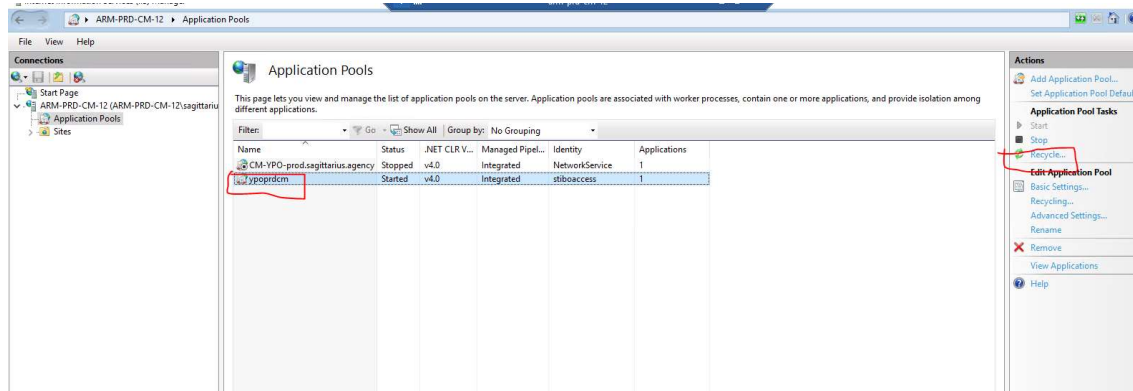 ARM-PRD-CM-12 Application Pools
File View Help
Connections
Start Page
ARM-PRD-CM-12 (ARM-PRD-CM-12\sagittariu
Application Pools
Sites
Application Pools
This page lets you view and manage the list of application pools on the server. Application pools are associated with worker processes, contain one or more applications, and provide isolation among
different applications.
Filter: Go Show All Group by: No Grouping
Name Status .NET CLR V... Managed Pipel... Identity Applications
CM-YPO-prod.sagittarius.agency Stopped v4.0 Integrated NetworkService 1
ypoprdcm Started v4.0 Integrated stiboaccess 1
Actions
Add Application Pool...
Set Application Pool Defaul
Application Pool Tasks
Start
Stop
Recycle...
Edit Application Pool
Basic Settings...
Recycling...
Advanced Settings...
Rename
Remove
View Applications
Help